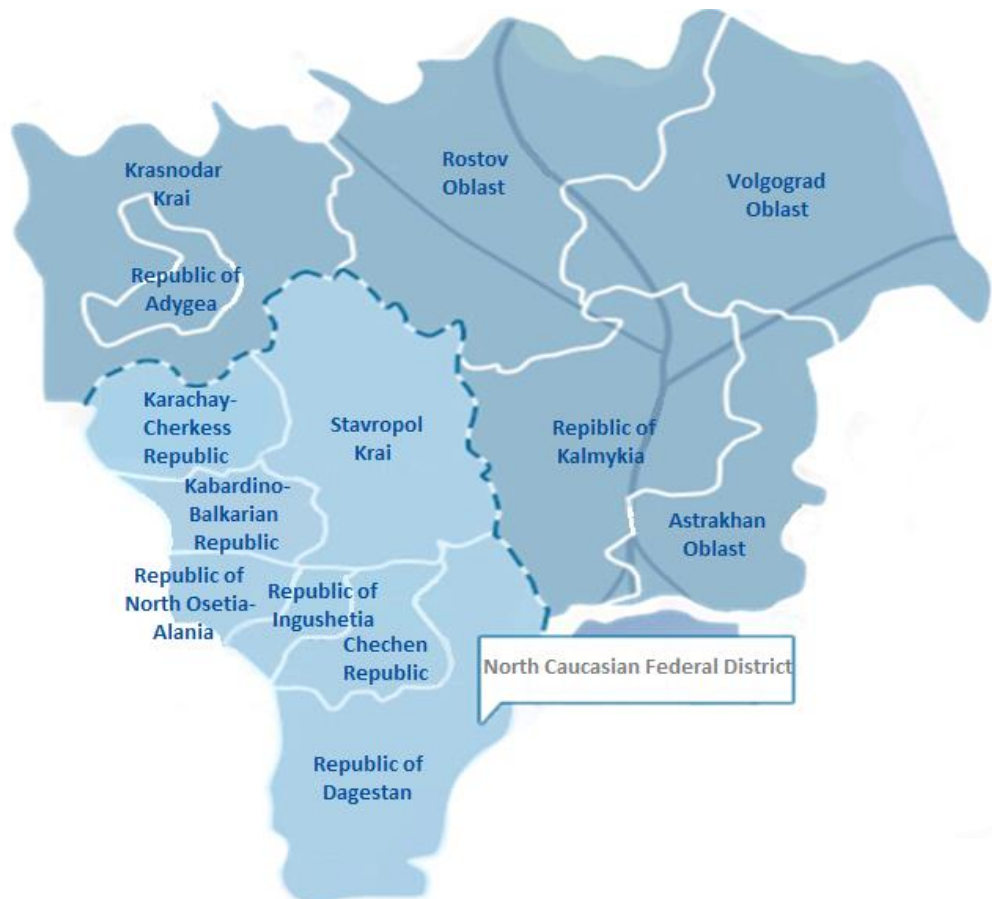 Krasnodar
Krai
Republic of
Adygea
Rostov
Oblast
Volgograd
Oblast
Karachay-
Cherkess
Republic
Stavropol
Krai
Repiblic of
Kalmykia
Kabardino-
Balkarian
Republic
Astrakhan
Oblast
Republic of
North Osetia-
Alania
Republic of
Ingushetia
Chechen
Republic
North Caucasian Federal District
Republic of
Dagestan